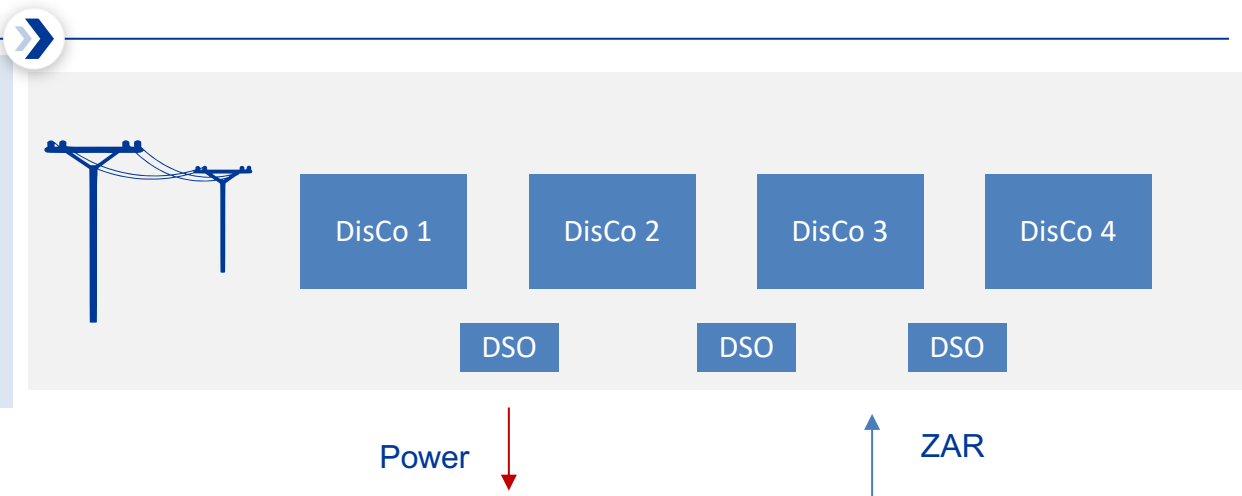 DisCo 1
DisCo 2
DisCo 3
DisCo 4
DSO
DSO
DSO
Power
ZAR